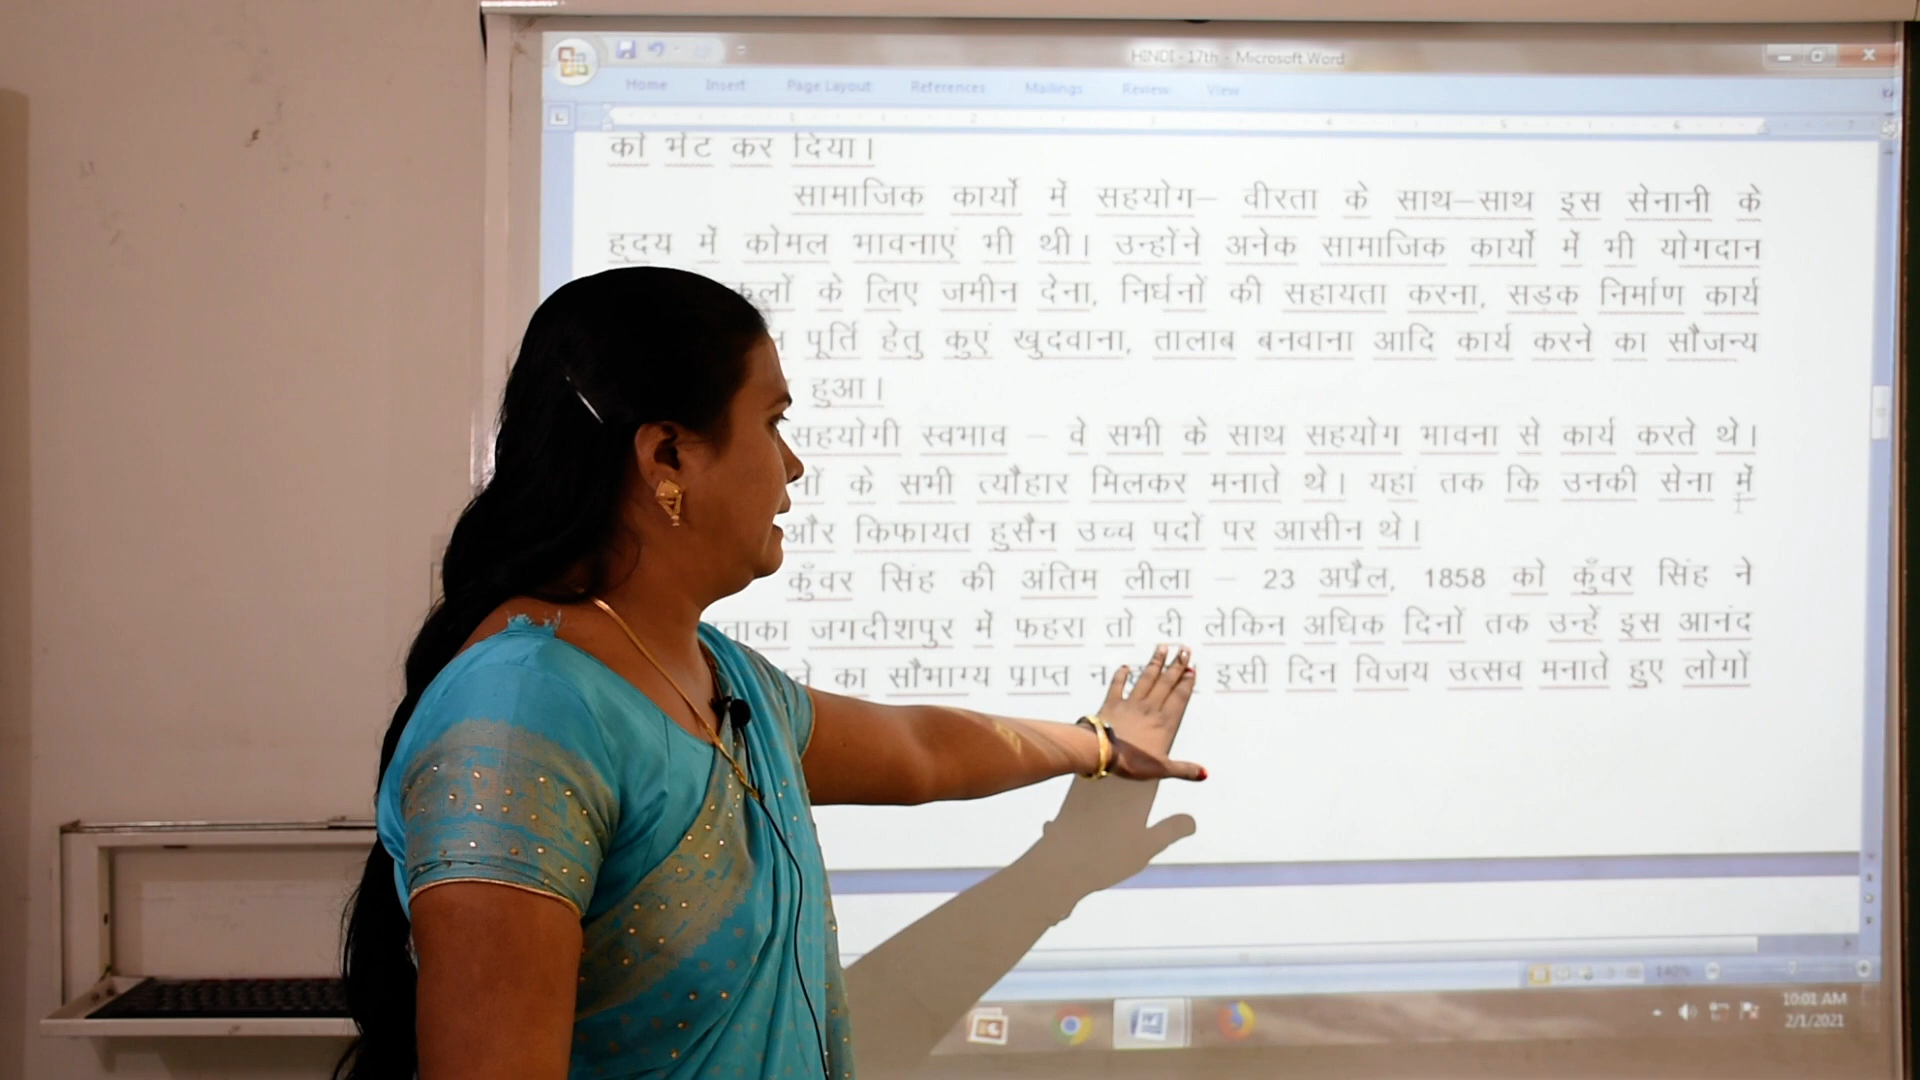 HINDI - 17th - Microsoft Word
Home Insert Page Layout References Mailings Review View
को भेंट कर दिया।
सामाजिक कार्यो में सहयोग– वीरता के साथ–साथ इस सेनानी के
हृदय में कोमल भावनाएं भी थी। उन्होंने अनेक सामाजिक कार्यो में भी योगदान
के लिए जमीन देना, निर्धनों की सहायता करना, सड़क निर्माण कार्य
पूर्ति हेतु कुएं खुदवाना, तालाब बनवाना आदि कार्य करने का सौजन्य
हुआ।
सहयोगी स्वभाव – वे सभी के साथ सहयोग भावना से कार्य करते थे।
के सभी त्यौहार मिलकर मनाते थे। यहां तक कि उनकी सेना में
और किफायत हुसैन उच्च पदों पर आसीन थे।
कुँवर सिंह की अंतिम लीला – 23 अप्रैल, 1858 को कुँवर सिंह ने
जगदीशपुर में फहरा तो दी लेकिन अधिक दिनों तक उन्हें इस आनंद
का सौभाग्य प्राप्त न इसी दिन विजय उत्सव मनाते हुए लोगों
140%
10:01 AM
2/1/2021